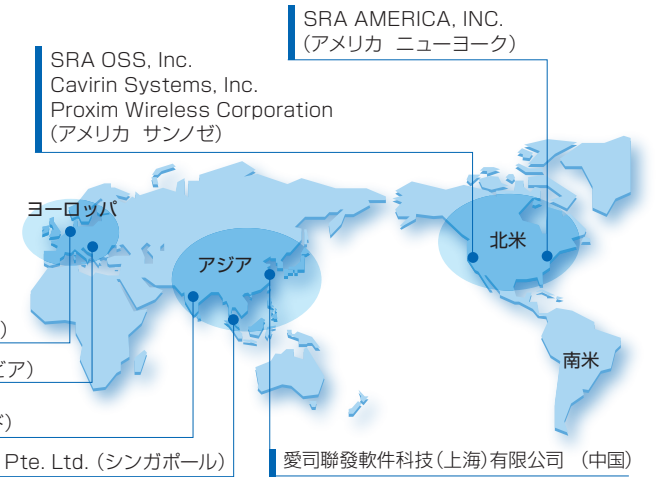 SRA AMERICA, INC.
(アメリカ ニューヨーク)
SRA OSS, Inc.
Cavirin Systems, Inc.
Proxim Wireless Corporation
(アメリカ サンノゼ)
ヨーロッパ
アジア
北米
南米
)
ビア)
)
Pte. Ltd. (シンガポール)
愛司聯發軟件科技(上海)有限公司 (中国)